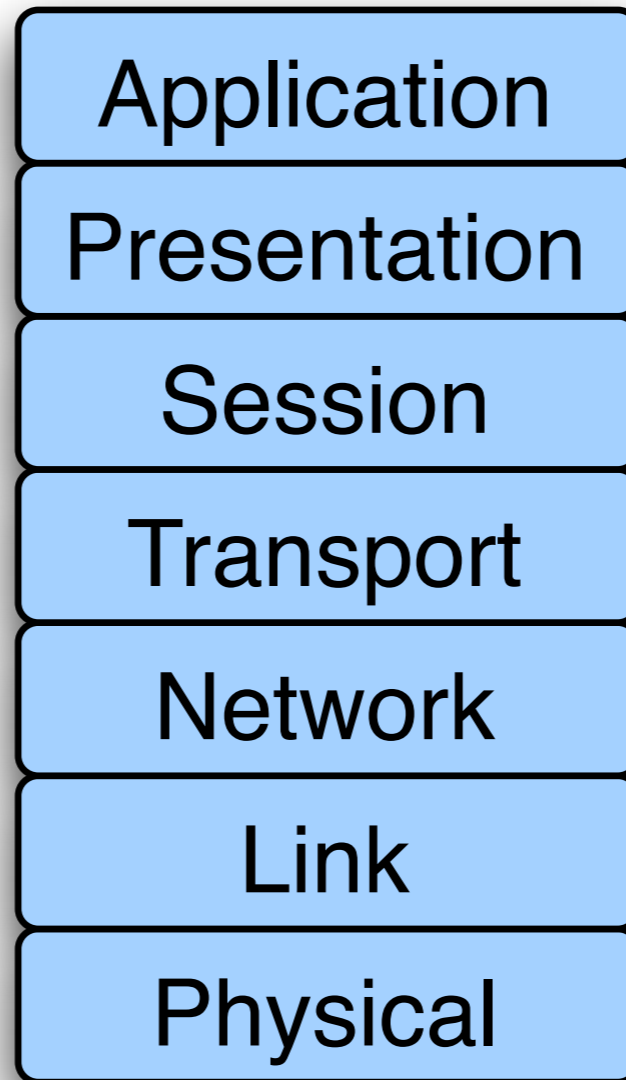 Application
Presentation
Session
Transport
Network
Link
Physical